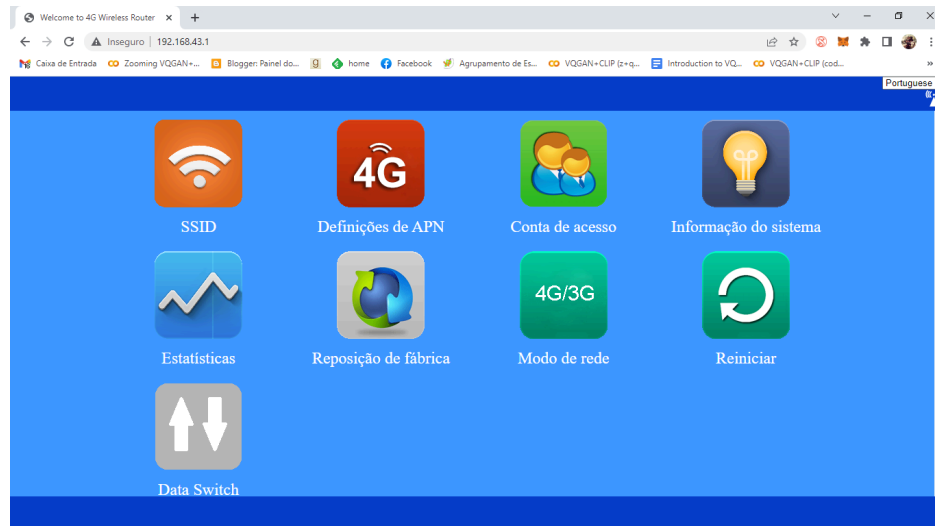 Welcome to 4G Wireless Router
Inseguro | 192.168.43.1
Caixa de Entrada Zooming VQGAN+... Blogger: Painel do... home Facebook Agrupamento de Es... VQGAN+CLIP (z+q... Introduction to VQ... VQGAN+CLIP (cod... »
Portuguese
4G
SSID Definições de APN Conta de acesso Informação do sistema
4G/3G
Estatísticas Reposição de fábrica Modo de rede Reiniciar
Data Switch